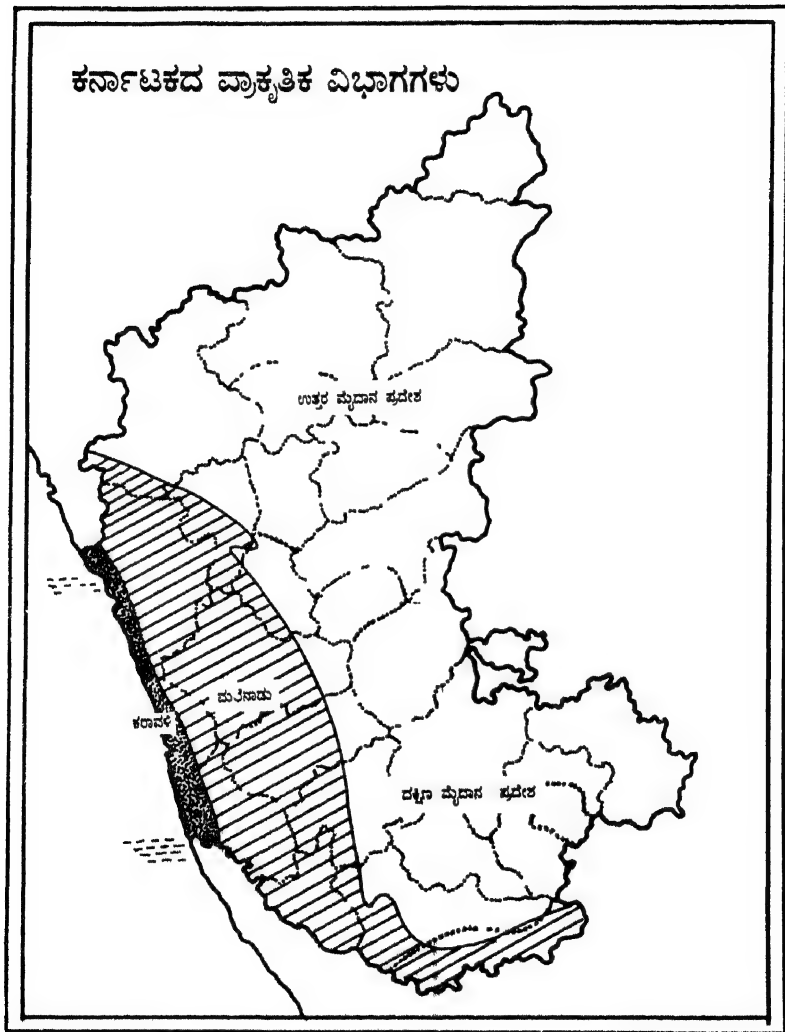 ಕರ್ನಾಟಕದ ಪ್ರಾಕೃತಿಕ ವಿಭಾಗಗಳು
ಉತ್ತರ ಮೈದಾನ ಪ್ರದೇಶ
ಮಲೆನಾಡು
ಕರಾವಳಿ
ದಕ್ಷಿಣ ಮೈದಾನ ಪ್ರದೇಶ